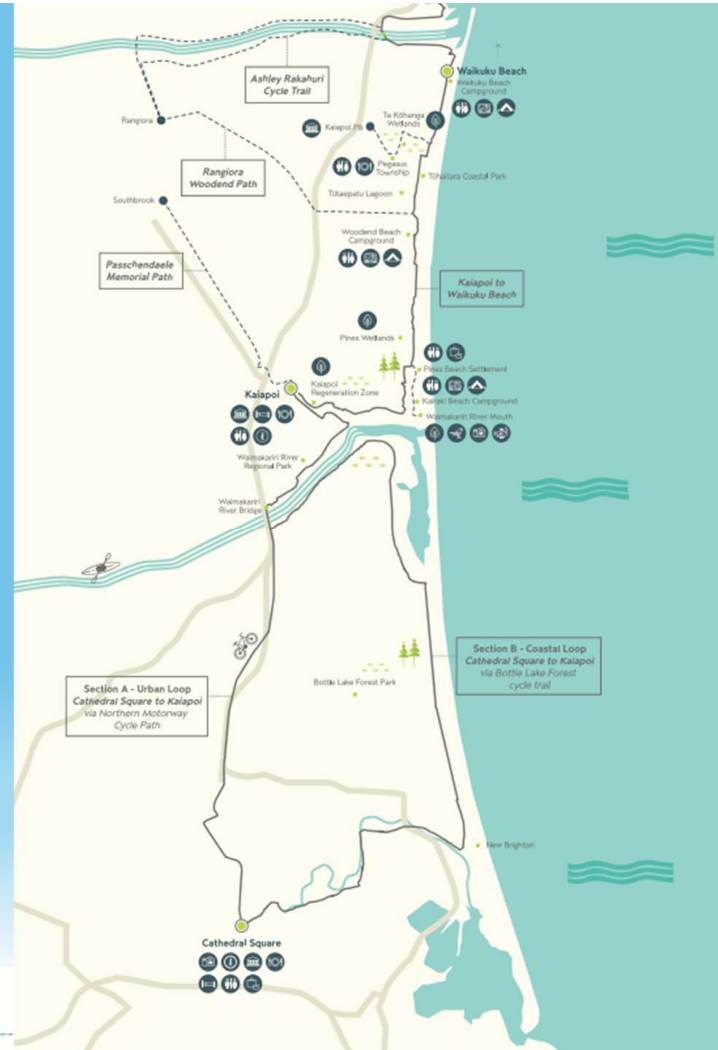 Waikuku Beach
Waikuku Beach
Campground
Ashley Rakahuri
Cycle Trail
Te Kōhanga
Wetlands
Rangiora
Kaiapoi Pā
Pegasus
Township
Rangiora
Woodend Path
Tūhaitara Coastal Park
Tūtaepatu Lagoon
Southbrook
Woodend Beach
Campground
Passchendaele
Memorial Path
Kaiapoi to
Waikuku Beach
Pines Wetlands
Pines Beach Settlement
Kaiapoi
Regeneration Zone
Kaiapoi
Kairaki Beach Campground
Waimakariri River Mouth
Waimakariri River
Regional Park
Waimakariri
River Bridge
Section B - Coastal Loop
Cathedral Square to Kaiapoi
via Bottle Lake Forest
cycle trail
Bottle Lake Forest Park
Section A - Urban Loop
Cathedral Square to Kaiapoi
via Northern Motorway
Cycle Path
New Brighton
Cathedral Square